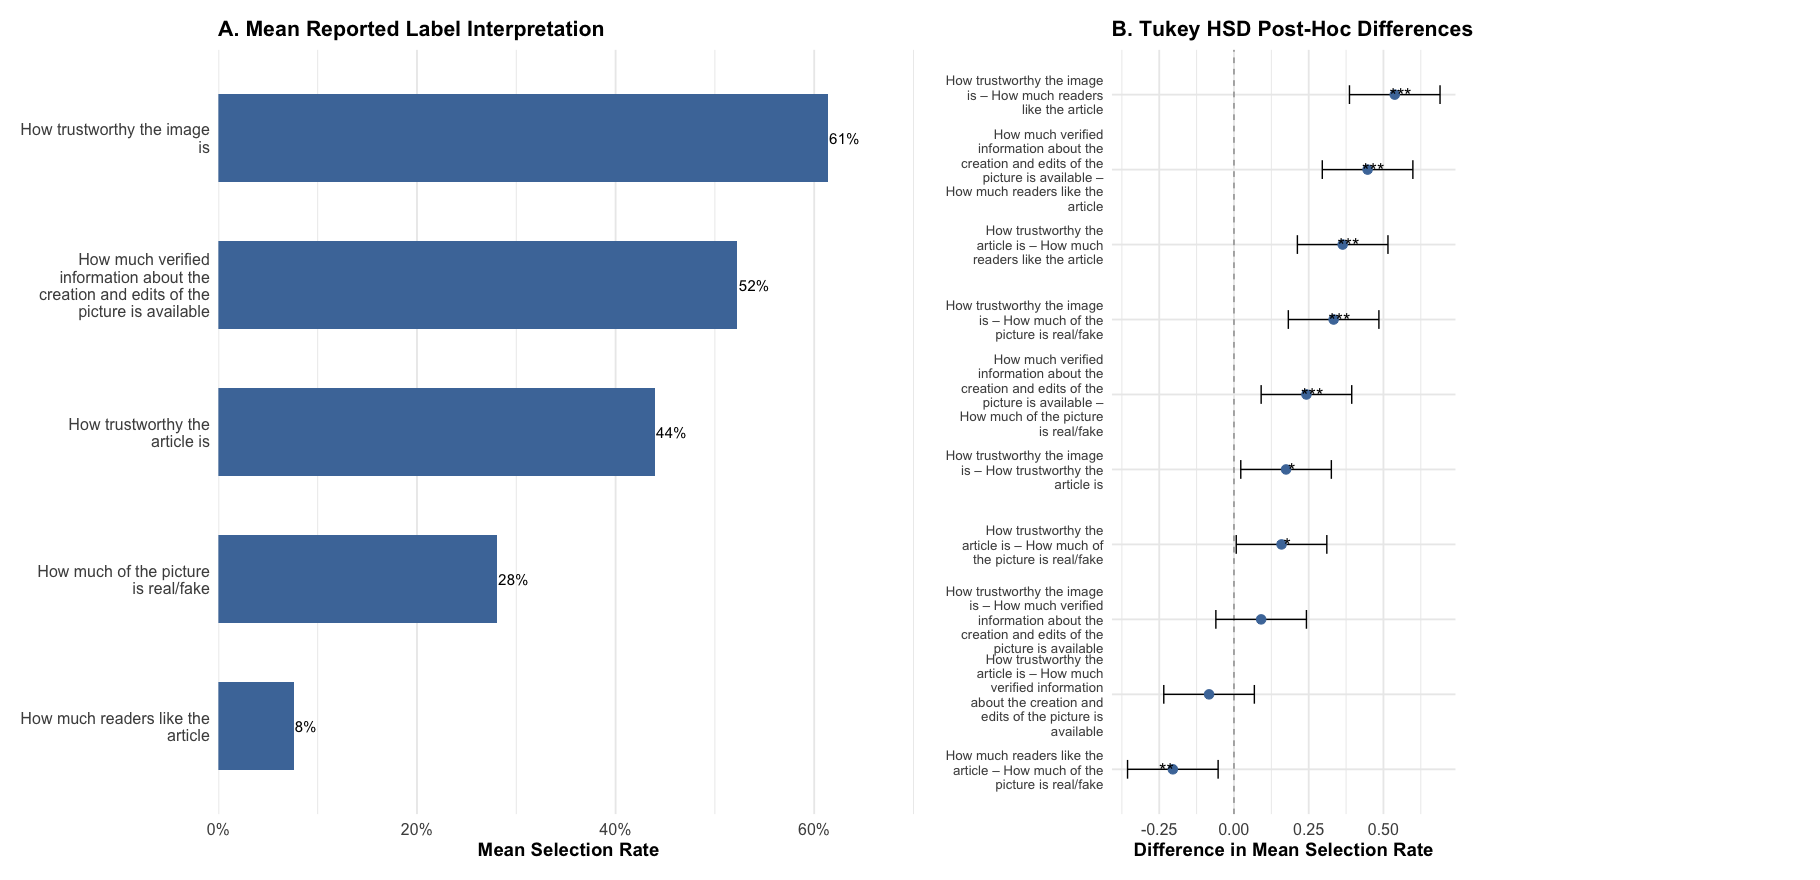 A. Mean Reported Label Interpretation
How trustworthy the image
is
61%
How much verified
information about the
creation and edits of the
picture is available
52%
How trustworthy the
article is
44%
How much of the picture
is real/fake
28%
How much readers like the
article
8%
0%
20%
40%
60%
Mean Selection Rate
B. Tukey HSD Post-Hoc Differences
How trustworthy the image
is – How much readers
like the article
***
How much verified
information about the
creation and edits of the
picture is available –
How much readers like the
article
***
How trustworthy the
article is – How much
readers like the article
***
How trustworthy the image
is – How much of the
picture is real/fake
***
How much verified
information about the
creation and edits of the
picture is available –
How much of the picture
is real/fake
***
How trustworthy the image
is – How trustworthy the
article is
*
How trustworthy the
article is – How much of
the picture is real/fake
*
How trustworthy the image
is – How much verified
information about the
creation and edits of the
picture is available
How trustworthy the
article is – How much
verified information
about the creation and
edits of the picture is
available
How much readers like the
article – How much of the
picture is real/fake
**
-0.25
0.00
0.25
0.50
Difference in Mean Selection Rate